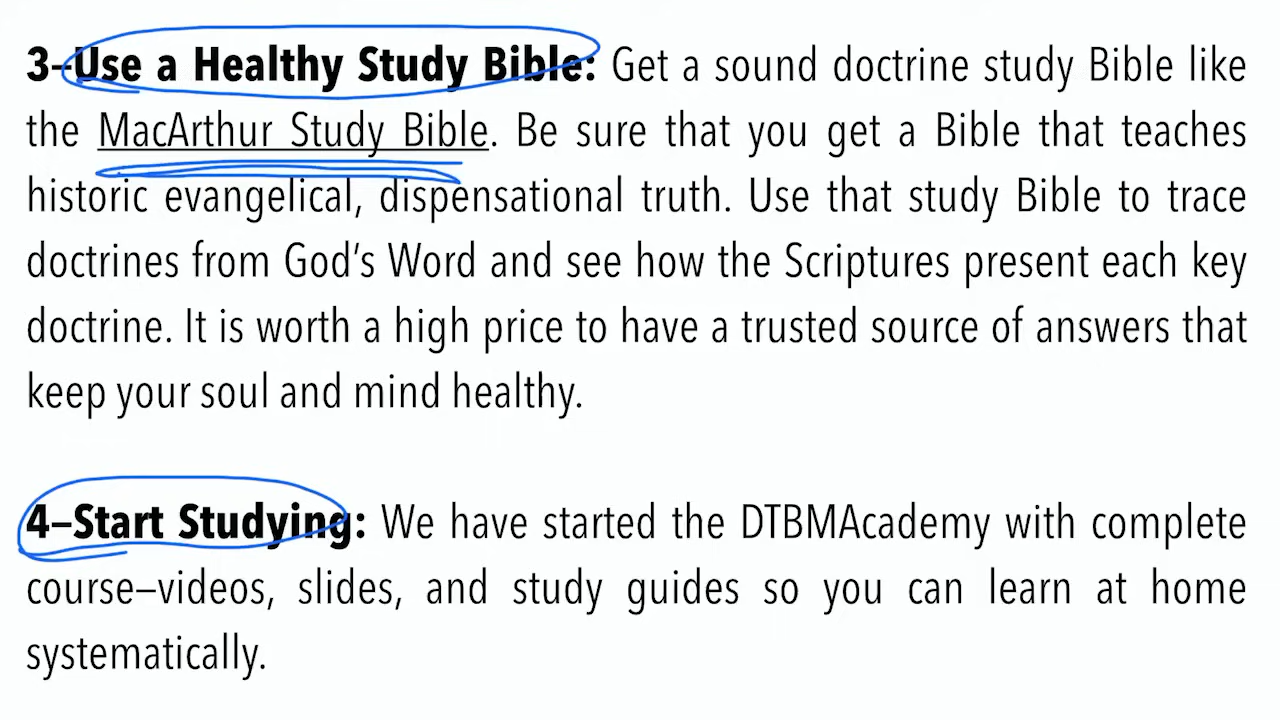 3–Use a Healthy Study Bible: Get a sound doctrine study Bible like
the MacArthur Study Bible. Be sure that you get a Bible that teaches
historic evangelical, dispensational truth. Use that study Bible to trace
doctrines from God’s Word and see how the Scriptures present each key
doctrine. It is worth a high price to have a trusted source of answers that
keep your soul and mind healthy.
4–Start Studying: We have started the DTBMAcademy with complete
course–videos, slides, and study guides so you can learn at home
systematically.